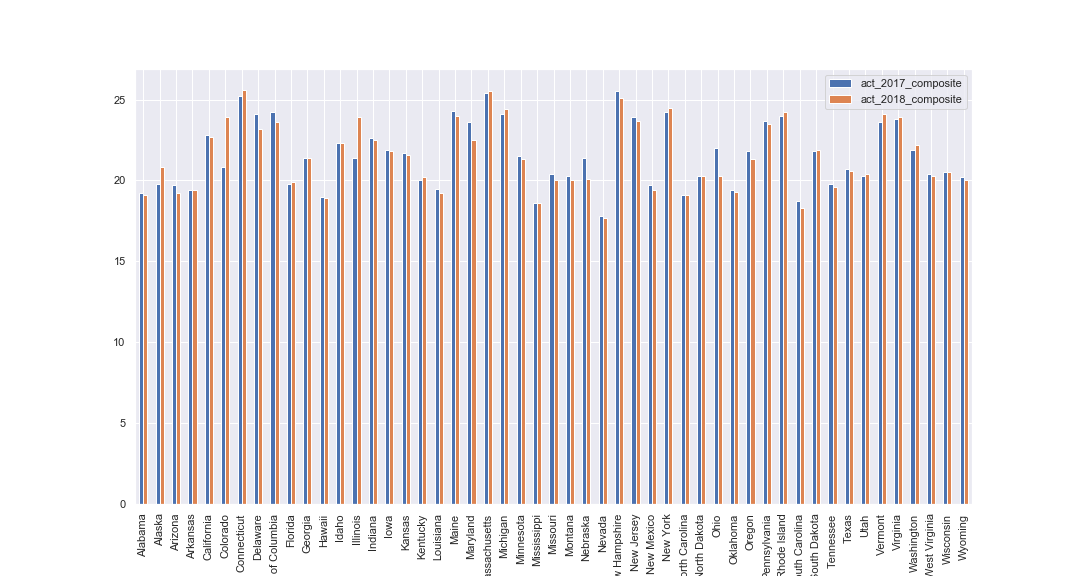 act_2017_composite
act_2018_composite
25
20
15
10
5
0
Alabama
Alaska
Arizona
Arkansas
California
Colorado
Connecticut
Delaware
of Columbia
Florida
Georgia
Hawaii
Idaho
Illinois
Indiana
Iowa
Kansas
Kentucky
Louisiana
Maine
Maryland
assachusetts
Michigan
Minnesota
Mississippi
Missouri
Montana
Nebraska
Nevada
w Hampshire
New Jersey
New Mexico
New York
orth Carolina
North Dakota
Ohio
Oklahoma
Oregon
Pennsylvania
Rhode Island
outh Carolina
South Dakota
Tennessee
Texas
Utah
Vermont
Virginia
Washington
West Virginia
Wisconsin
Wyoming